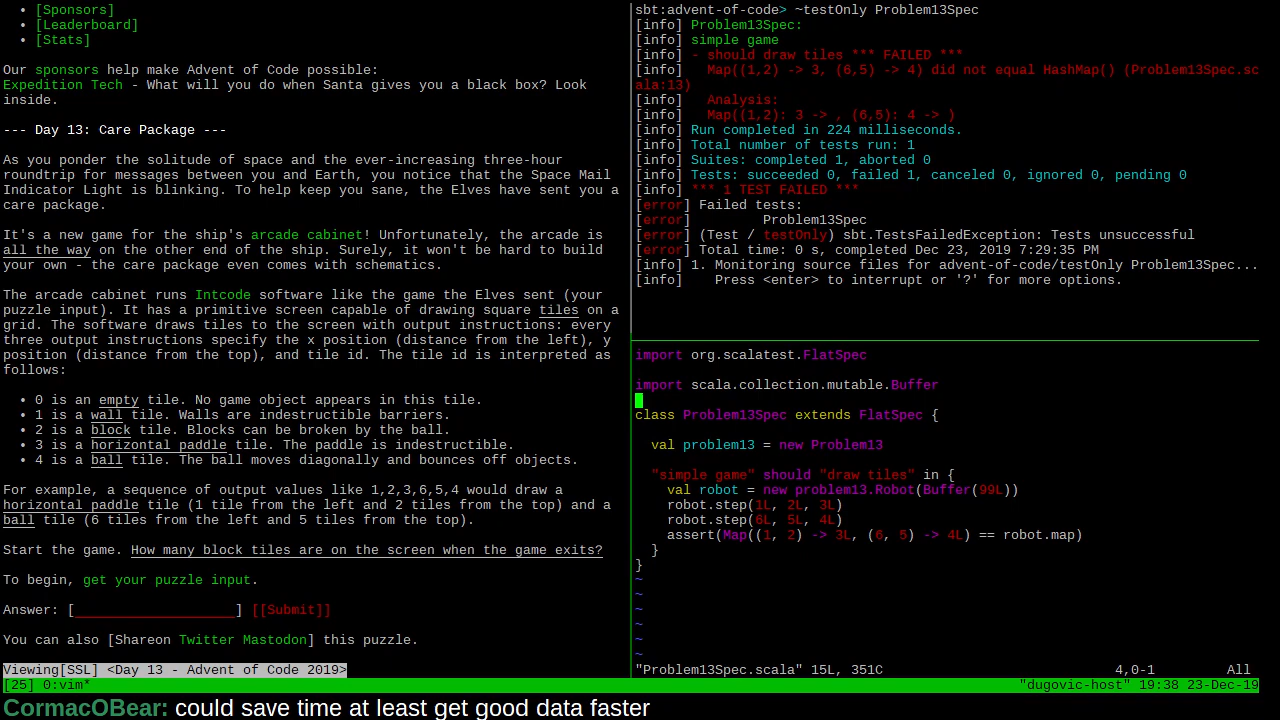 • [Sponsors]
• [Leaderboard]
• [Stats]
Our sponsors help make Advent of Code possible:
Expedition Tech - What will you do when Santa gives you a black box? Look
inside.
--- Day 13: Care Package ---
As you ponder the solitude of space and the ever-increasing three-hour
roundtrip for messages between you and Earth, you notice that the Space Mail
Indicator Light is blinking. To help keep you sane, the Elves have sent you a
care package.
It's a new game for the ship's arcade cabinet! Unfortunately, the arcade is
all the way on the other end of the ship. Surely, it won't be hard to build
your own - the care package even comes with schematics.
The arcade cabinet runs Intcode software like the game the Elves sent (your
puzzle input). It has a primitive screen capable of drawing square tiles on a
grid. The software draws tiles to the screen with output instructions: every
three output instructions specify the x position (distance from the left), y
position (distance from the top), and tile id. The tile id is interpreted as
follows:
• 0 is an empty tile. No game object appears in this tile.
• 1 is a wall tile. Walls are indestructible barriers.
• 2 is a block tile. Blocks can be broken by the ball.
• 3 is a horizontal paddle tile. The paddle is indestructible.
• 4 is a ball tile. The ball moves diagonally and bounces off objects.
For example, a sequence of output values like 1,2,3,6,5,4 would draw a
horizontal paddle tile (1 tile from the left and 2 tiles from the top) and a
ball tile (6 tiles from the left and 5 tiles from the top).
Start the game. How many block tiles are on the screen when the game exits?
To begin, get your puzzle input.
Answer: [____________________] [[Submit]]
You can also [Shareon Twitter Mastodon] this puzzle.
Viewing[SSL] <Day 13 - Advent of Code 2019>
sbt:advent-of-code> ~testOnly Problem13Spec
[info] Problem13Spec:
[info] simple game
[info] - should draw tiles *** FAILED ***
[info]   Map((1,2) -> 3, (6,5) -> 4) did not equal HashMap() (Problem13Spec.sc
ala:13)
[info]   Analysis:
[info]   Map((1,2): 3 -> , (6,5): 4 -> )
[info] Run completed in 224 milliseconds.
[info] Total number of tests run: 1
[info] Suites: completed 1, aborted 0
[info] Tests: succeeded 0, failed 1, canceled 0, ignored 0, pending 0
[info] *** 1 TEST FAILED ***
[error] Failed tests:
[error]         Problem13Spec
[error] (Test / testOnly) sbt.TestsFailedException: Tests unsuccessful
[error] Total time: 0 s, completed Dec 23, 2019 7:29:35 PM
[info] 1. Monitoring source files for advent-of-code/testOnly Problem13Spec...
[info]    Press <enter> to interrupt or '?' for more options.
import org.scalatest.FlatSpec
import scala.collection.mutable.Buffer
class Problem13Spec extends FlatSpec {
  val problem13 = new Problem13
  "simple game" should "draw tiles" in {
    val robot = new problem13.Robot(Buffer(99L))
    robot.step(1L, 2L, 3L)
    robot.step(6L, 5L, 4L)
    assert(Map((1, 2) -> 3L, (6, 5) -> 4L) == robot.map)
  }
}
~
~
~
~
~
~
"Problem13Spec.scala" 15L, 351C 4,0-1 All
[25] 0:vim* "dugovic-host" 19:38 23-Dec-19
CormacOBear: could save time at least get good data faster